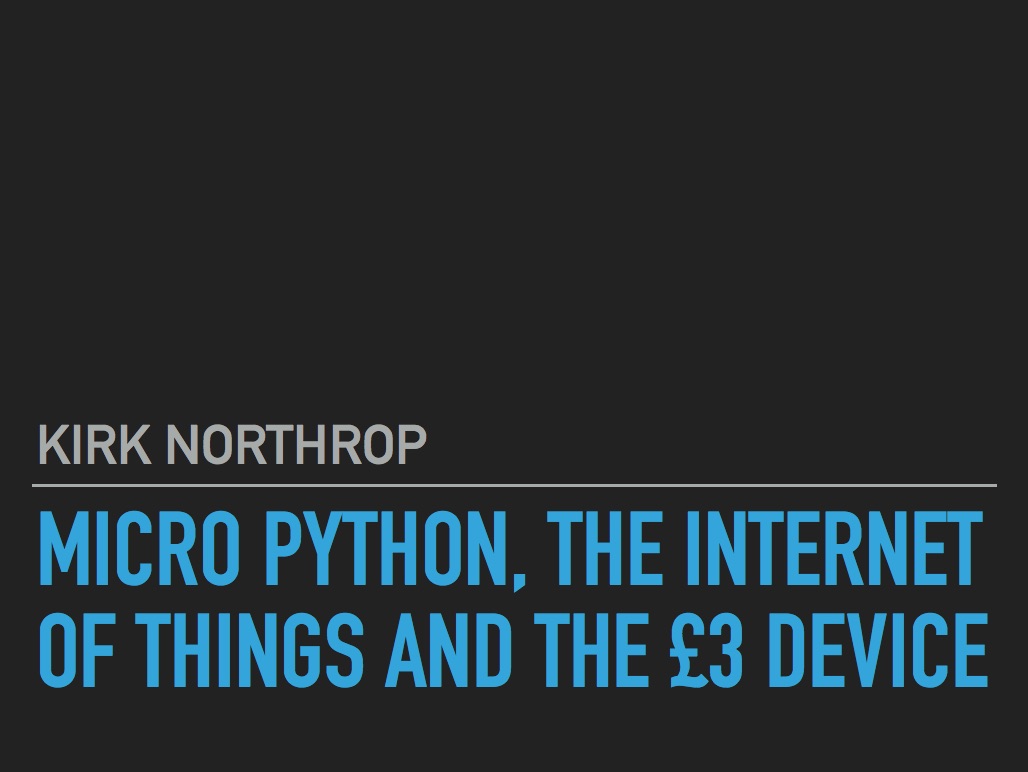 KIRK NORTHROP
MICRO PYTHON, THE INTERNET
OF THINGS AND THE £3 DEVICE